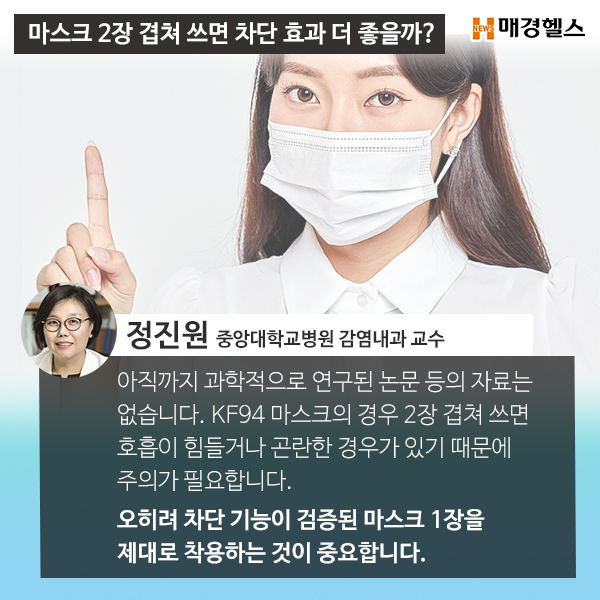 마스크 2장 겹쳐 쓰면 차단 효과 더 좋을까?
NEWS 매경헬스
정진원 중앙대학교병원 감염내과 교수
아직까지 과학적으로 연구된 논문 등의 자료는
없습니다. KF94 마스크의 경우 2장 겹쳐 쓰면
호흡이 힘들거나 곤란한 경우가 있기 때문에
주의가 필요합니다.
오히려 차단 기능이 검증된 마스크 1장을
제대로 착용하는 것이 중요합니다.